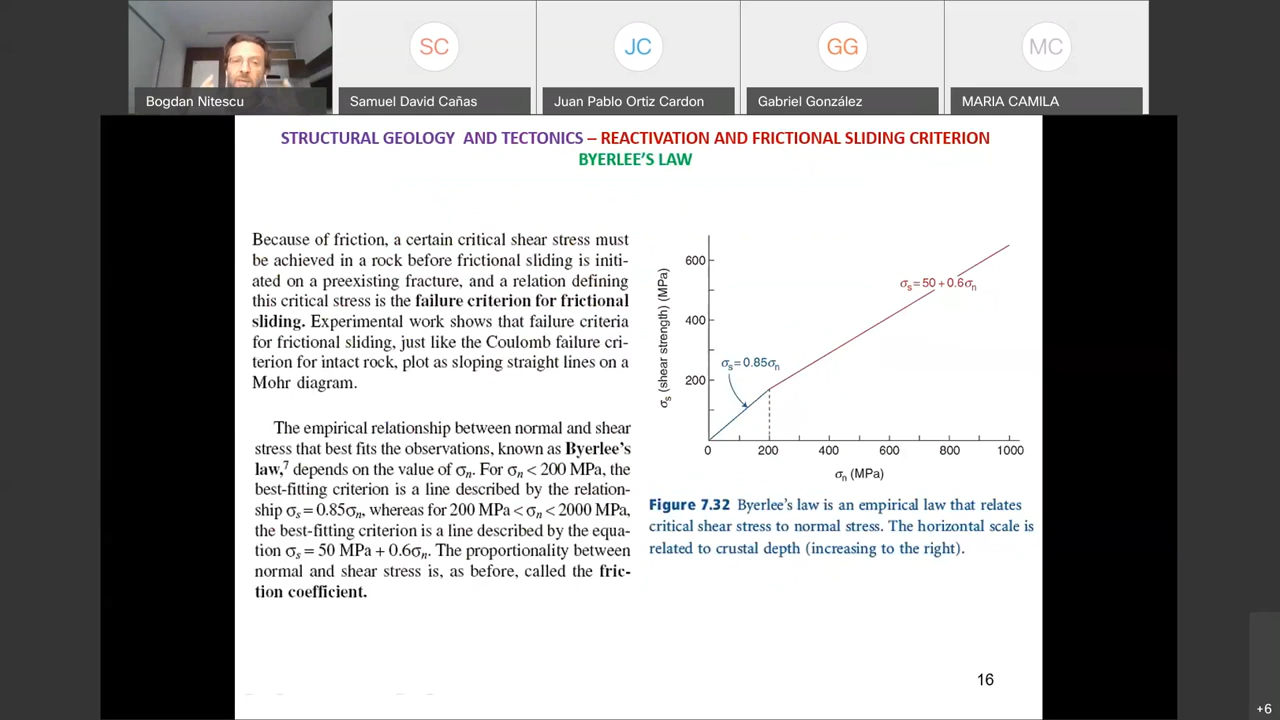 SC
JC
GG
MC
Bogdan Nitescu
Samuel David Cañas
Juan Pablo Ortiz Cardon
Gabriel González
MARIA CAMILA
STRUCTURAL GEOLOGY AND TECTONICS – REACTIVATION AND FRICTIONAL SLIDING CRITERION
BYERLEE'S LAW
Because of friction, a certain critical shear stress must
be achieved in a rock before frictional sliding is initi-
ated on a preexisting fracture, and a relation defining
this critical stress is the failure criterion for frictional
sliding. Experimental work shows that failure criteria
for frictional sliding, just like the Coulomb failure cri-
terion for intact rock, plot as sloping straight lines on a
Mohr diagram.
The empirical relationship between normal and shear
stress that best fits the observations, known as Byerlee's
law,⁷ depends on the value of σn. For σn < 200 MPa, the
best-fitting criterion is a line described by the relation-
ship σs = 0.85σn, whereas for 200 MPa < σn < 2000 MPa,
the best-fitting criterion is a line described by the equa-
tion σs = 50 MPa + 0.6σn. The proportionality between
normal and shear stress is, as before, called the fric-
tion coefficient.
σs (shear strength) (MPa)
600
400
200
σs=50+0.6σn
σs=0.85σn
0 200 400 600 800 1000
σn (MPa)
Figure 7.32 Byerlee's law is an empirical law that relates
critical shear stress to normal stress. The horizontal scale is
related to crustal depth (increasing to the right).
16
+6